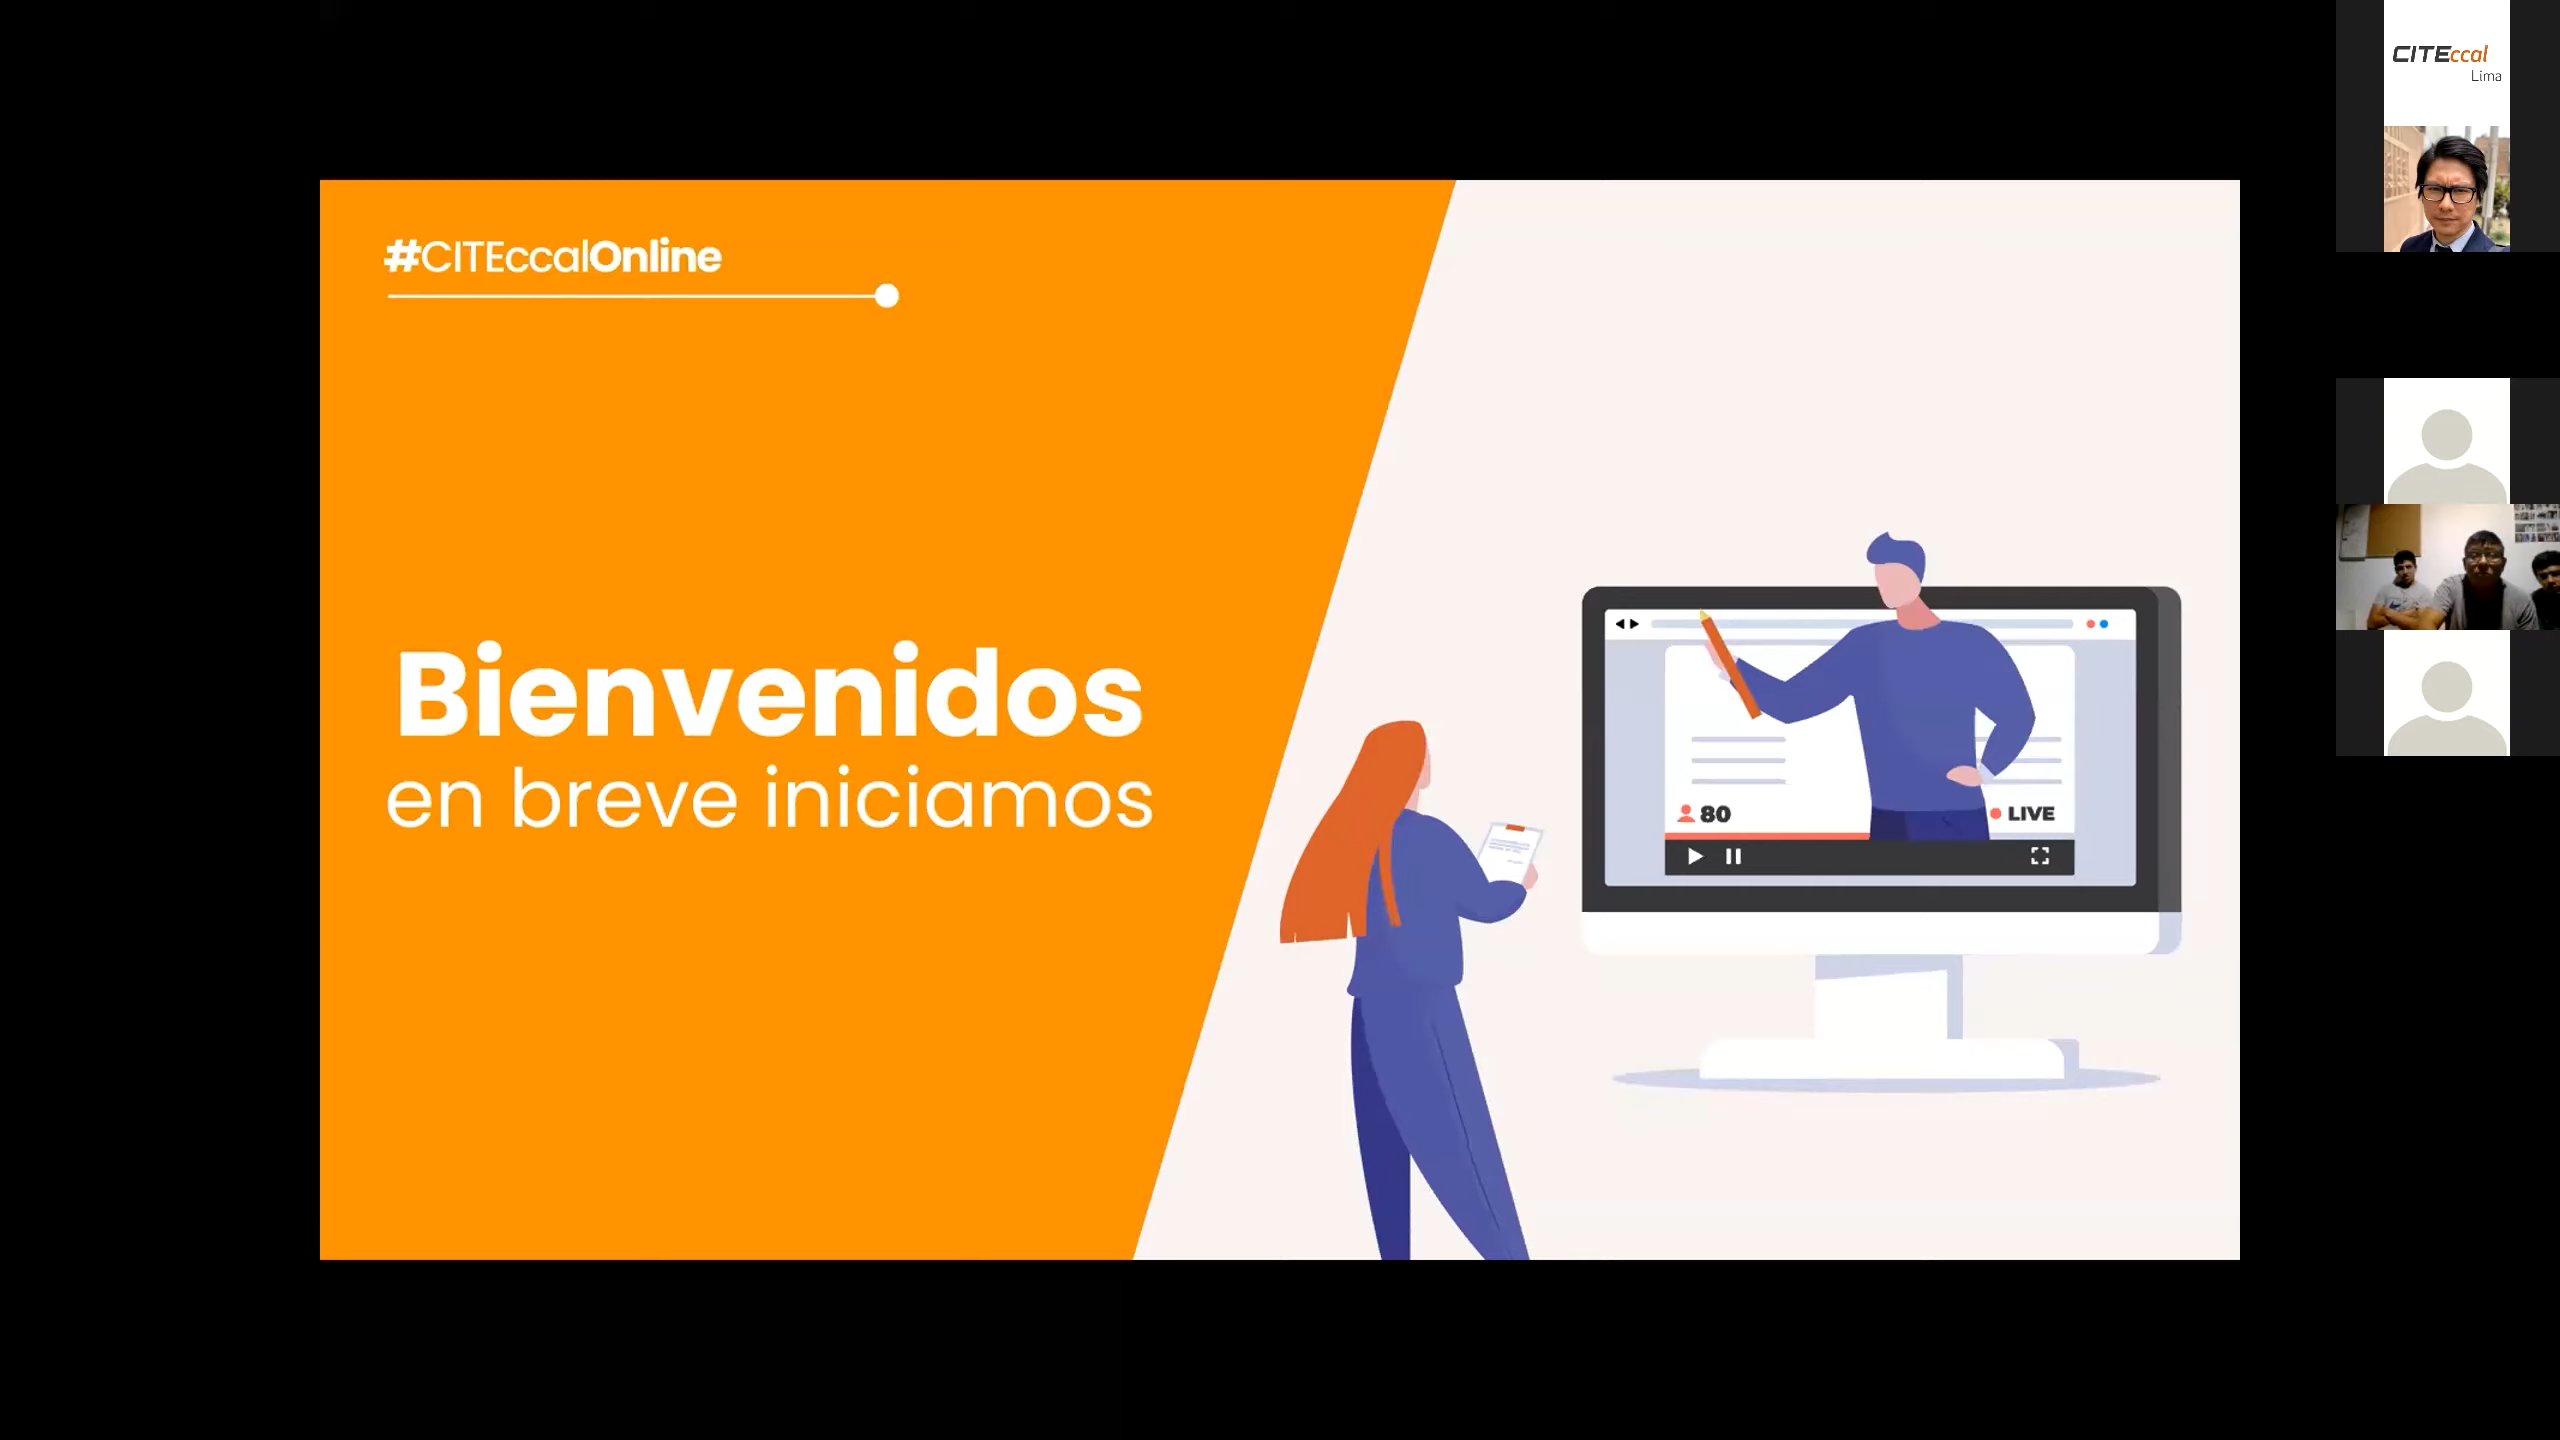 #CITEccalOnline
Bienvenidos
en breve iniciamos
80
LIVE
CITEccal
Lima